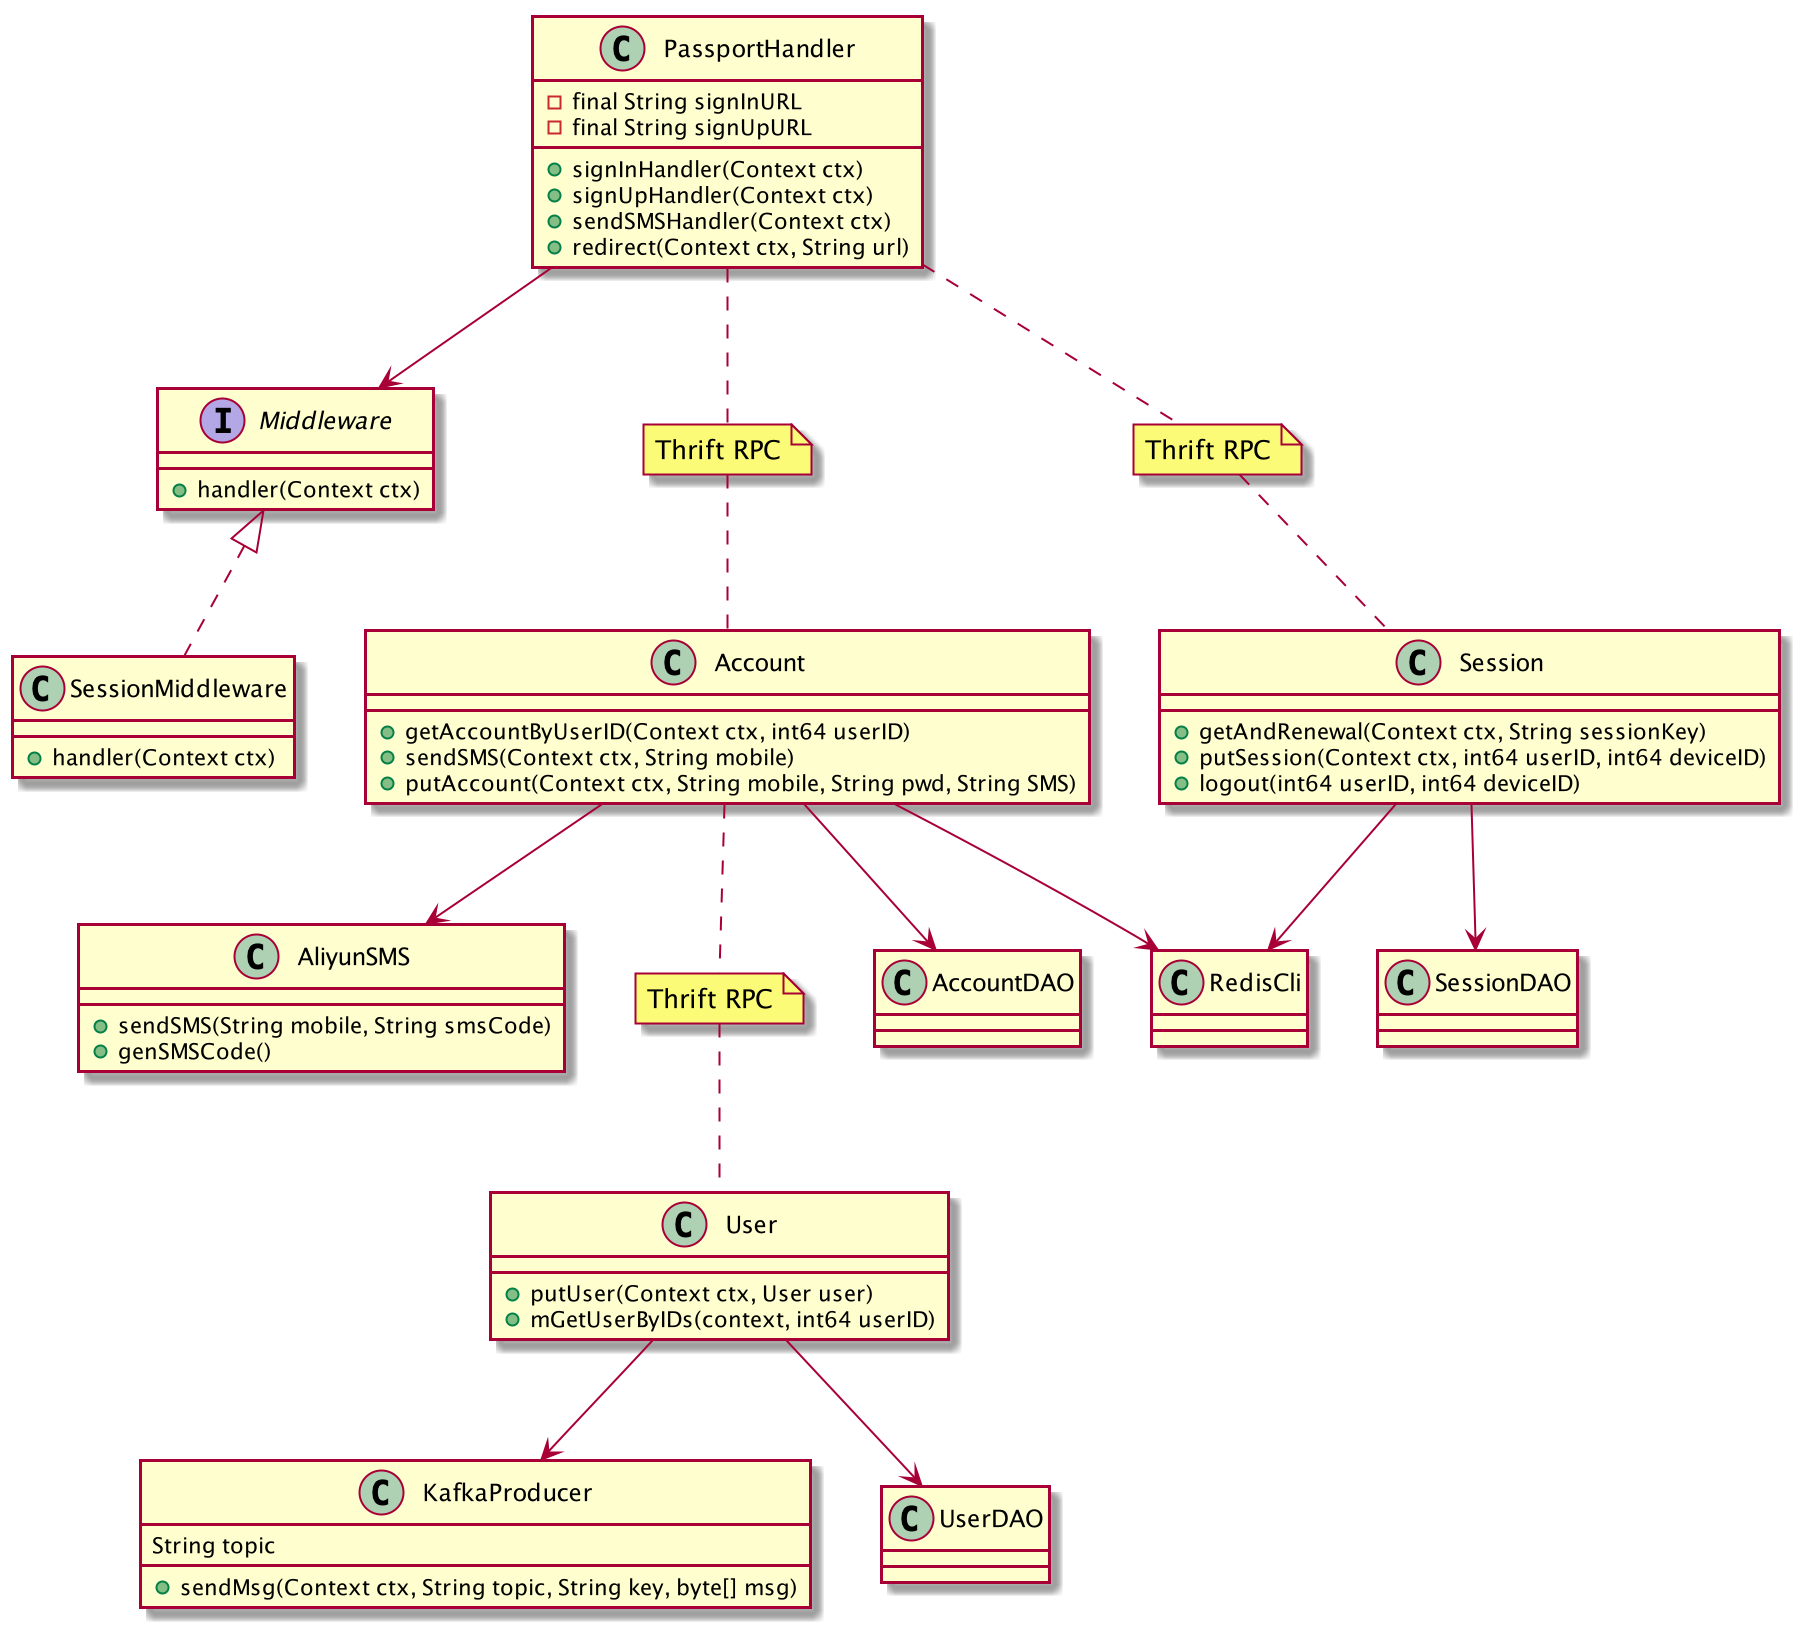 C PassportHandler
final String signInURL
final String signUpURL
signInHandler(Context ctx)
signUpHandler(Context ctx)
sendSMSHandler(Context ctx)
redirect(Context ctx, String url)
I Middleware
handler(Context ctx)
Thrift RPC
Thrift RPC
C SessionMiddleware
handler(Context ctx)
C Account
getAccountByUserID(Context ctx, int64 userID)
sendSMS(Context ctx, String mobile)
putAccount(Context ctx, String mobile, String pwd, String SMS)
C Session
getAndRenewal(Context ctx, String sessionKey)
putSession(Context ctx, int64 userID, int64 deviceID)
logout(int64 userID, int64 deviceID)
C AliyunSMS
sendSMS(String mobile, String smsCode)
genSMSCode()
Thrift RPC
C AccountDAO
C RedisCli
C SessionDAO
C User
putUser(Context ctx, User user)
mGetUserByIDs(context, int64 userID)
C KafkaProducer
String topic
sendMsg(Context ctx, String topic, String key, byte[] msg)
C UserDAO